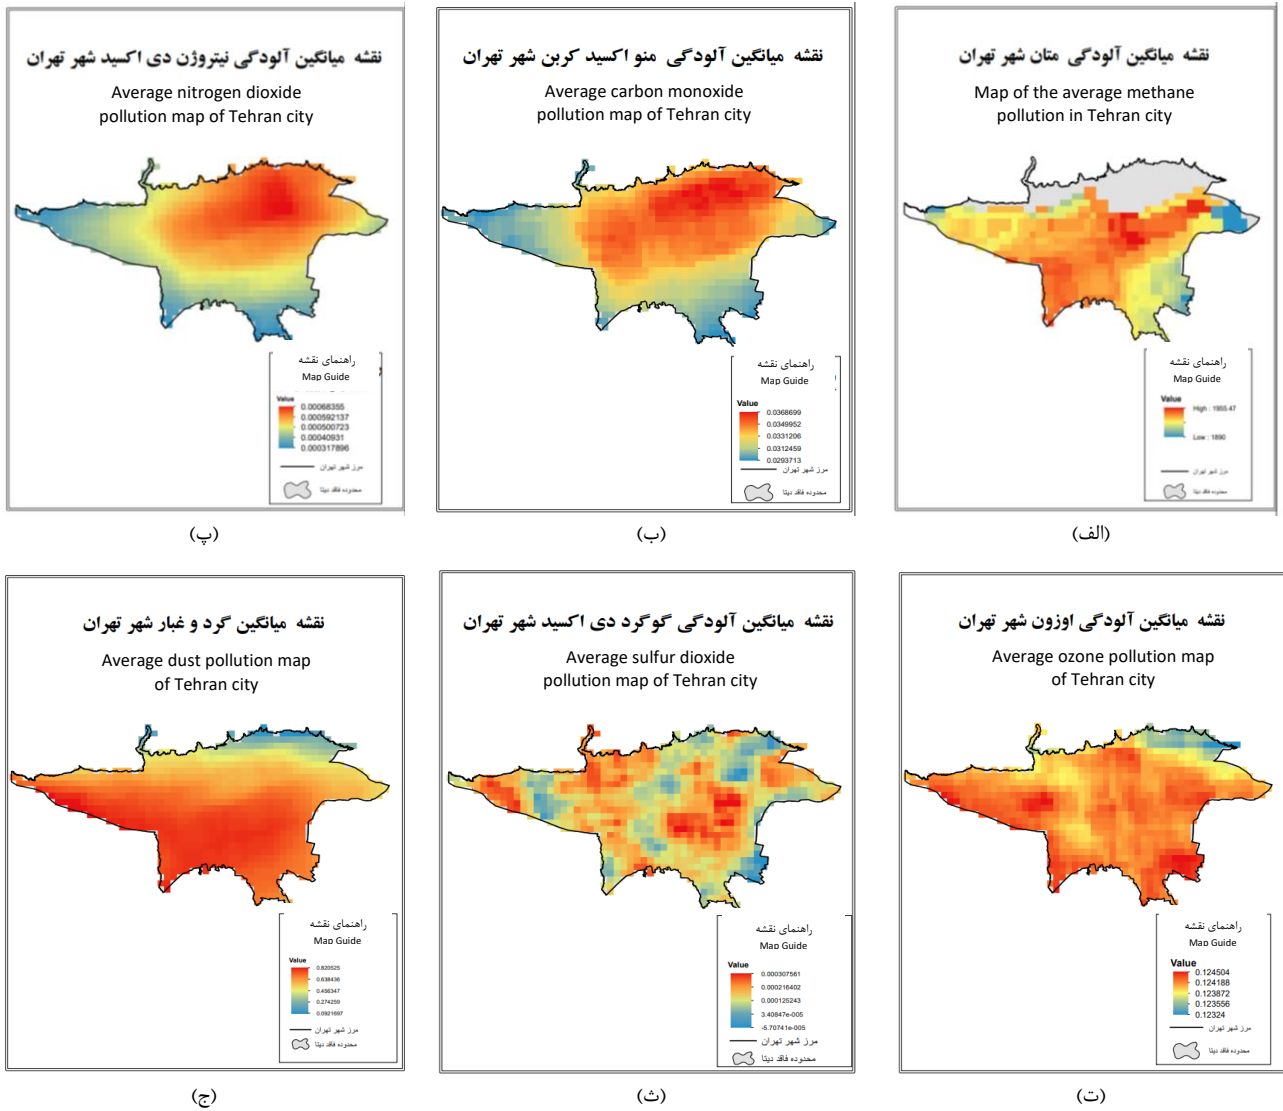 نقشه میانگین آلودگی متان شهر تهران
Map of the average methane
pollution in Tehran city
راهنمای نقشه
Map Guide
Value
High : 1955.47
Low : 1890
مرز شهر تهران
محدوده فاقد دیتا
(الف)
نقشه میانگین آلودگی منو اکسید کربن شهر تهران
Average carbon monoxide
pollution map of Tehran city
راهنمای نقشه
Map Guide
Value
0.0368699
0.0349952
0.0331206
0.0312459
0.0293713
مرز شهر تهران
محدوده فاقد دیتا
(ب)
نقشه میانگین آلودگی نیتروژن دی اکسید شهر تهران
Average nitrogen dioxide
pollution map of Tehran city
راهنمای نقشه
Map Guide
Value
0.00068355
0.000592137
0.000500723
0.00040931
0.000317896
مرز شهر تهران
محدوده فاقد دیتا
(پ)
نقشه میانگین آلودگی اوزون شهر تهران
Average ozone pollution map
of Tehran city
راهنمای نقشه
Map Guide
Value
0.124504
0.124188
0.123872
0.123556
0.12324
مرز شهر تهران
محدوده فاقد دیتا
(ت)
نقشه میانگین آلودگی گوگرد دی اکسید شهر تهران
Average sulfur dioxide
pollution map of Tehran city
راهنمای نقشه
Map Guide
Value
0.000307561
0.000216402
0.000125243
3.40847e-005
-5.70741e-005
مرز شهر تهران
محدوده فاقد دیتا
(ث)
نقشه میانگین گرد و غبار شهر تهران
Average dust pollution map
of Tehran city
راهنمای نقشه
Map Guide
Value
0.820525
0.638436
0.456347
0.274259
0.0921697
مرز شهر تهران
محدوده فاقد دیتا
(ج)